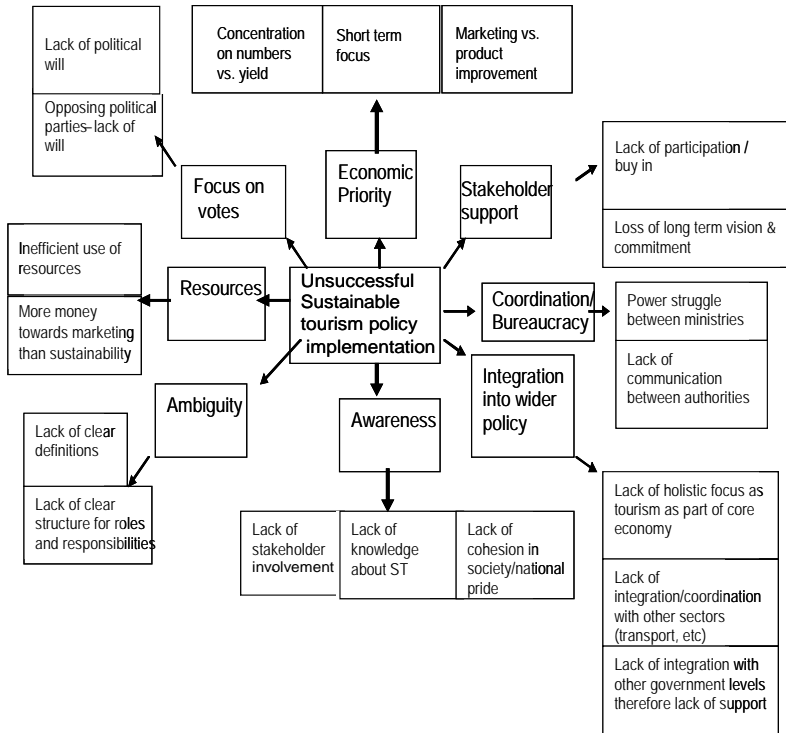 Lack of political
will
Opposing political
parties–lack of
will
Concentration
on numbers
vs. yield
Short term
focus
Marketing vs.
product
improvement
Focus on
votes
Economic
Priority
Stakeholder
support
Lack of participation /
buy in
Loss of long term vision &
commitment
Inefficient use of
resources
More money
towards marketing
than sustainability
Resources
Unsuccessful
Sustainable
tourism policy
implementation
Coordination/
Bureaucracy
Power struggle
between ministries
Lack of
communication
between authorities
Ambiguity
Awareness
Integration
into wider
policy
Lack of clear
definitions
Lack of clear
structure for roles
and responsibilities
Lack of
stakeholder
involvement
Lack of
knowledge
about ST
Lack of
cohesion in
society/national
pride
Lack of holistic focus as
tourism as part of core
economy
Lack of
integration/coordination
with other sectors
(transport, etc)
Lack of integration with
other government levels
therefore lack of support